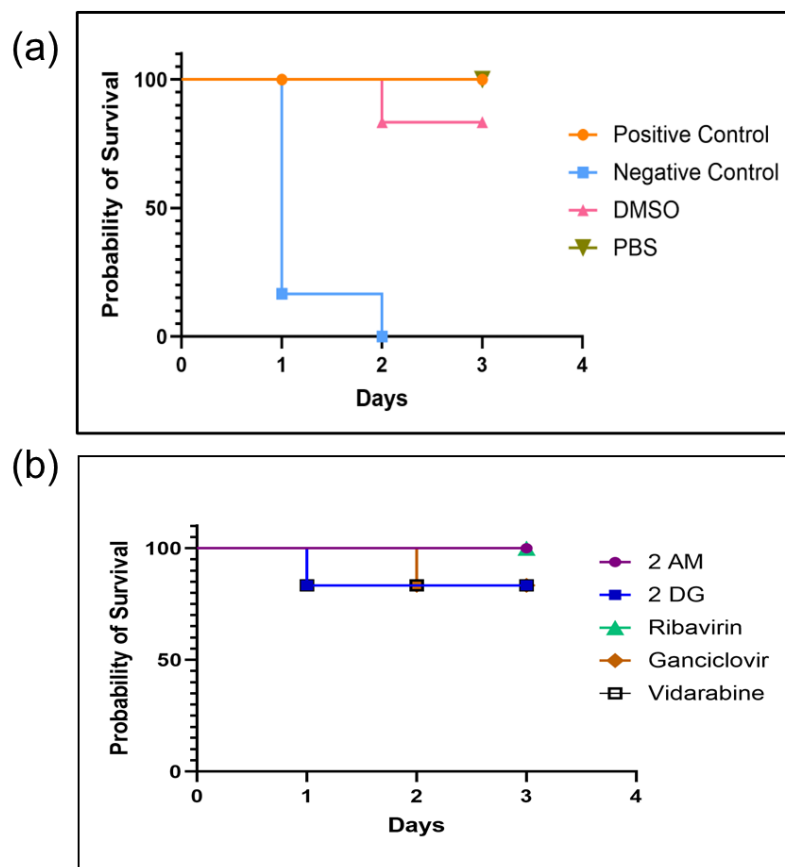 (a)
Probability of Survival
100
50
0
0 1 2 3 4
Days
Positive Control
Negative Control
DMSO
PBS
(b)
Probability of Survival
100
50
0
0 1 2 3 4
Days
2 AM
2 DG
Ribavirin
Ganciclovir
Vidarabine